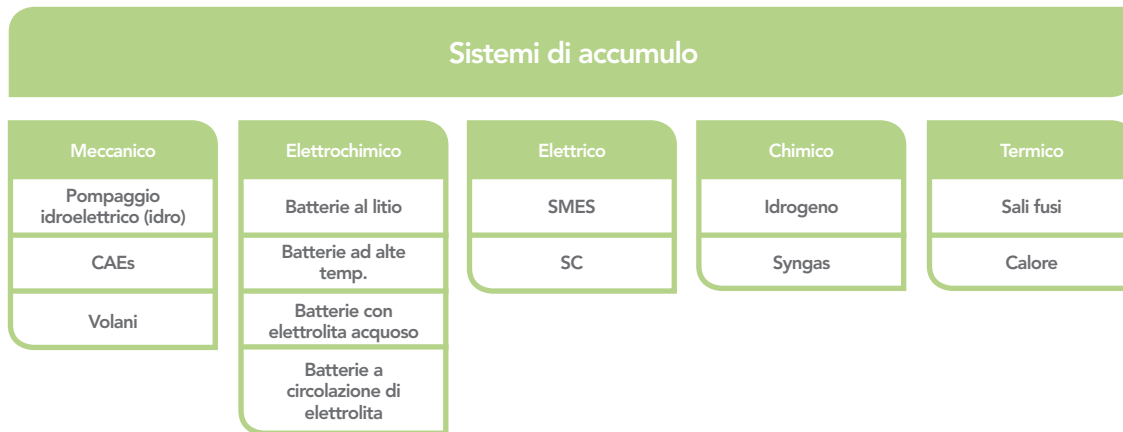 Sistemi di accumulo
Meccanico
Pompaggio
idroelettrico (idro)
CAEs
Volani
Elettrochimico
Batterie al litio
Batterie ad alte
temp.
Batterie con
elettrolita acquoso
Batterie a
circolazione di
elettrolita
Elettrico
SMES
SC
Chimico
Idrogeno
Syngas
Termico
Sali fusi
Calore